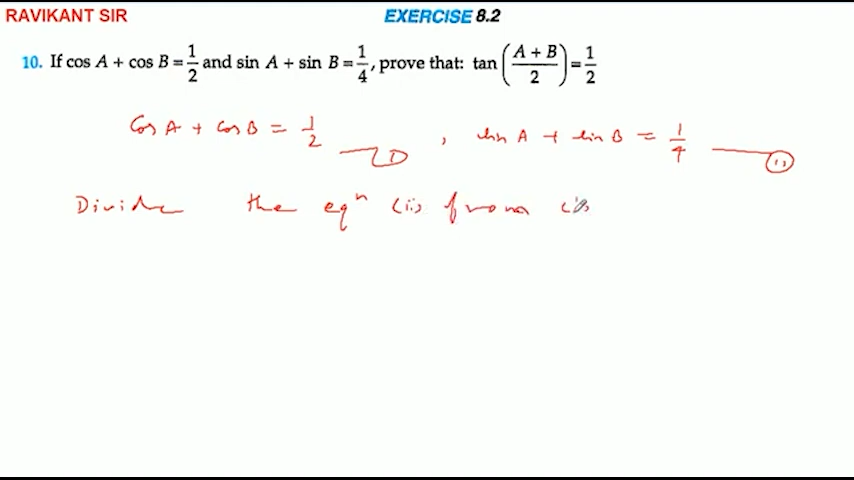 RAVIKANT SIR
EXERCISE 8.2
10. If cos A + cos B = 1/2 and sin A + sin B = 1/4, prove that: tan ((A + B)/2) = 1/2
Cos A + Cos B = 1/2 —— (i) , sin A + sin B = 1/4 —— (ii)
Divide the eqⁿ (ii) from (i)